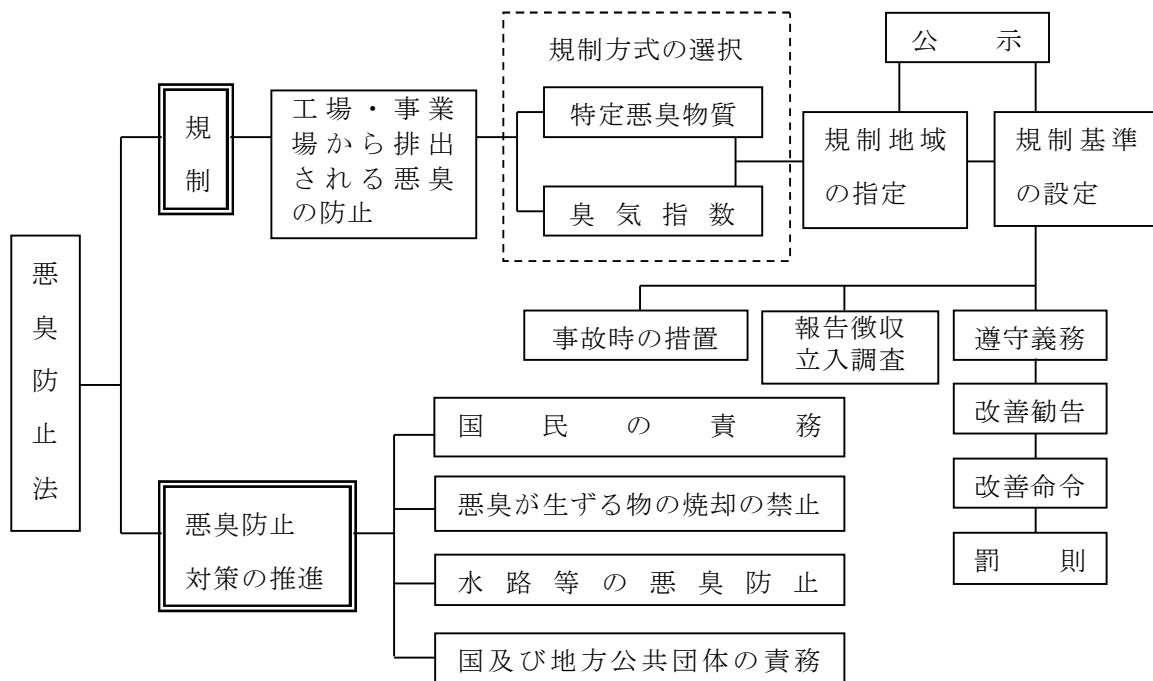 公示
規制方式の選択
規制
工場・事業
場から排出
される悪臭
の防止
特定悪臭物質
臭気指数
規制地域
の指定
規制基準
の設定
悪臭防止法
事故時の措置
報告徴収
立入調査
遵守義務
改善勧告
改善命令
罰則
国民の責務
悪臭が生ずる物の焼却の禁止
悪臭防止
対策の推進
水路等の悪臭防止
国及び地方公共団体の責務